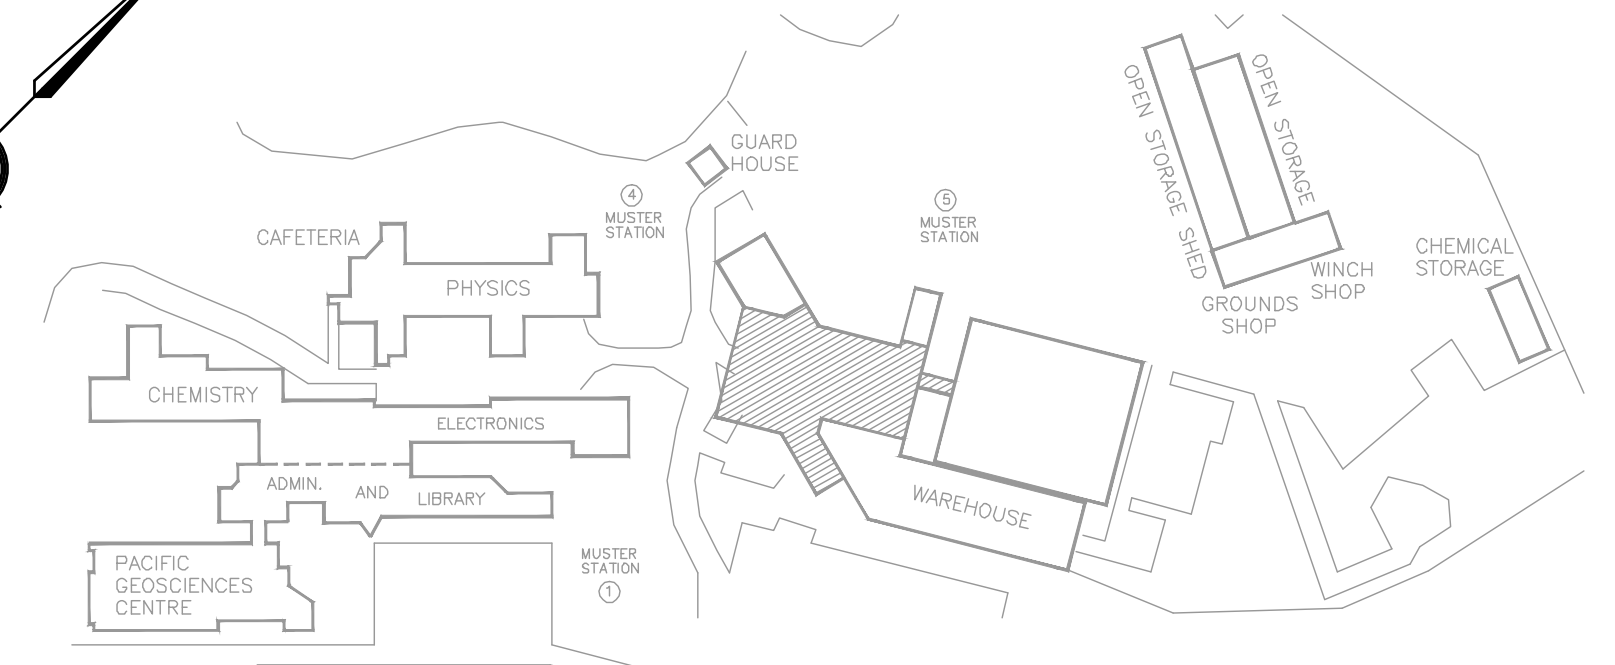 OPEN STORAGE SHED
OPEN STORAGE
GUARD
HOUSE
4
MUSTER
STATION
5
MUSTER
STATION
CAFETERIA
PHYSICS
CHEMICAL
STORAGE
WINCH
SHOP
GROUNDS
SHOP
CHEMISTRY
ELECTRONICS
ADMIN. AND LIBRARY
WAREHOUSE
PACIFIC
GEOSCIENCES
CENTRE
MUSTER
STATION
1